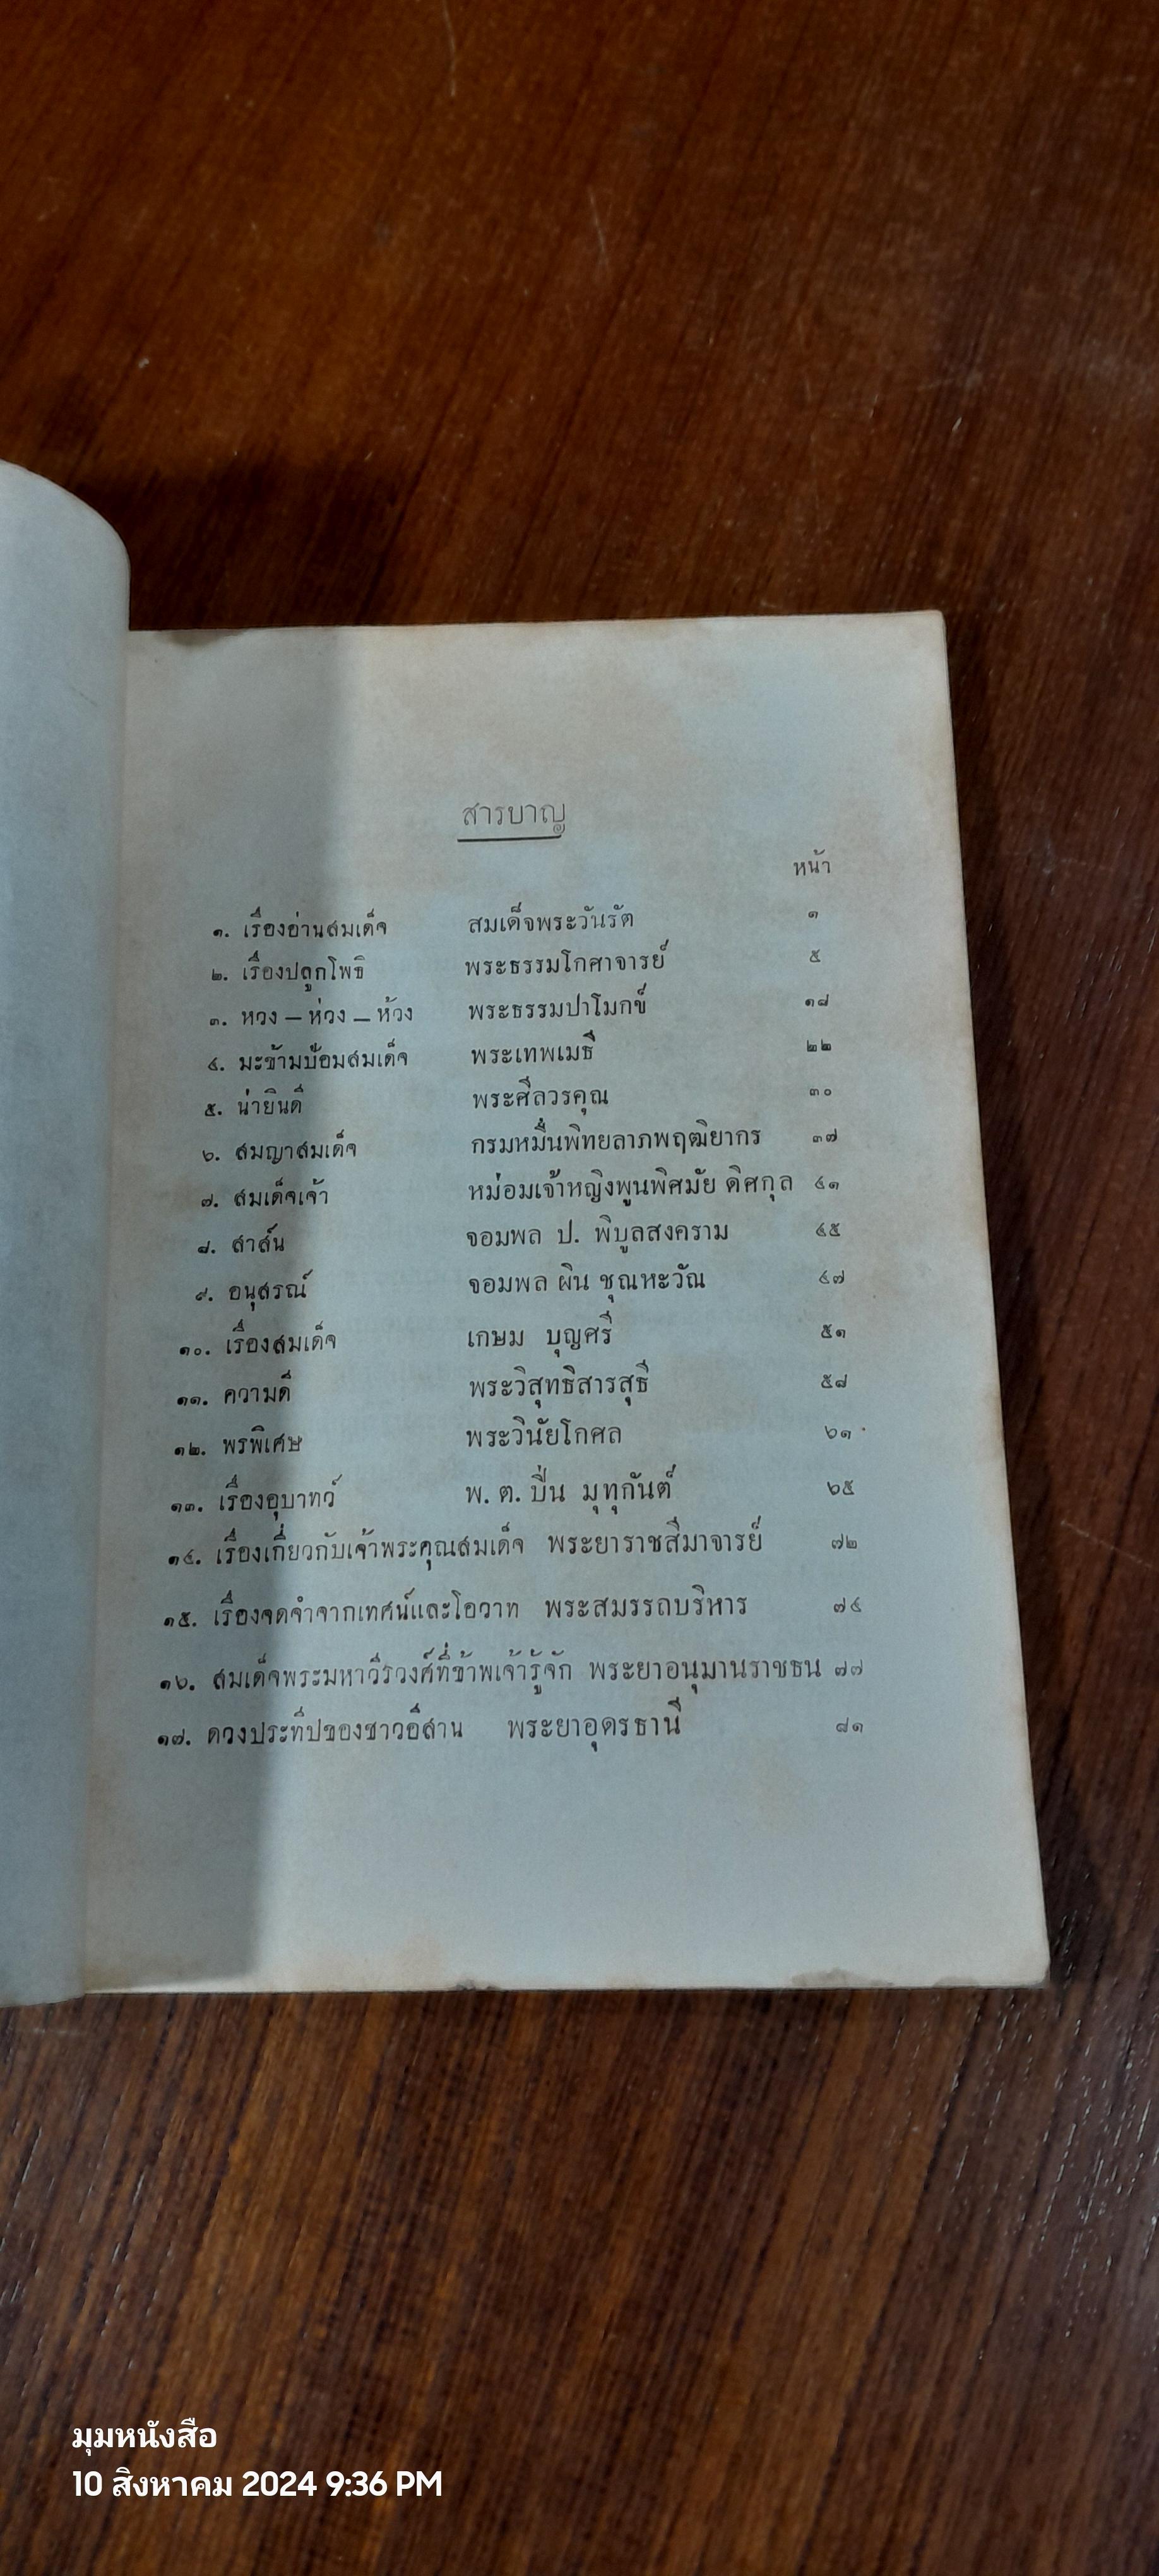 สารบาญ
หน้า
๑. เรื่องอ่านสมเด็จ สมเด็จพระวันรัต ๑
๒. เรื่องปลูกโพธิ พระธรรมโกศาจารย์ ๕
๓. หวง – ห่วง – ห้วง พระธรรมปาโมกข์ ๑๘
๔. มะข้ามป้อมสมเด็จ พระเทพเมธี ๒๒
๕. น่ายินดี พระศีลวรคุณ ๓๐
๖. สมญาสมเด็จ กรมหมื่นพิทยลาภพฤฒิยากร ๓๗
๗. สมเด็จเจ้า หม่อมเจ้าหญิงพูนพิศมัย ดิศกุล ๔๑
๘. สาส์น จอมพล ป. พิบูลสงคราม ๔๕
๙. อนุสรณ์ จอมพล ผิน ชุณหะวัณ ๔๗
๑๐. เรื่องสมเด็จ เกษม บุญศรี ๕๑
๑๑. ความดี พระวิสุทธิสารสุธี ๕๘
๑๒. พรพิเศษ พระวินัยโกศล ๖๑
๑๓. เรื่องอุบาทว์ พ. ต. ปิ่น มุทุกันต์ ๖๕
๑๔. เรื่องเกี่ยวกับเจ้าพระคุณสมเด็จ พระยาราชสีมาจารย์ ๗๒
๑๕. เรื่องจดจำจากเทศน์และโอวาท พระสมรรถบริหาร ๗๔
๑๖. สมเด็จพระมหาวีรวงศ์ที่ข้าพเจ้ารู้จัก พระยาอนุมานราชธน ๗๗
๑๗. ดวงประทีปของชาวอีสาน พระยาอุดรธานี ๘๑
มุมหนังสือ
10 สิงหาคม 2024 9:36 PM